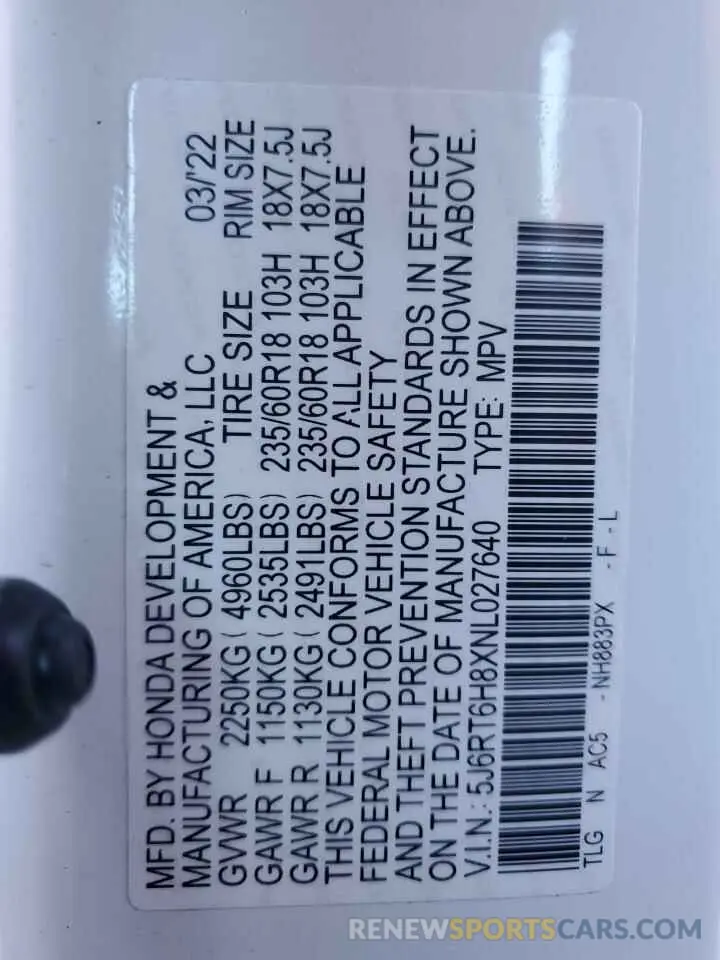 MFD. BY HONDA DEVELOPMENT &
MANUFACTURING OF AMERICA, LLC 03/'22
GVWR 2250KG ( 4960LBS) TIRE SIZE RIM SIZE
GAWR F 1150KG ( 2535LBS) 235/60R18 103H 18X7.5J
GAWR R 1130KG ( 2491LBS) 235/60R18 103H 18X7.5J
THIS VEHICLE CONFORMS TO ALL APPLICABLE
FEDERAL MOTOR VEHICLE SAFETY
AND THEFT PREVENTION STANDARDS IN EFFECT
ON THE DATE OF MANUFACTURE SHOWN ABOVE.
V.I.N.: 5J6RT6H8XNL027640 TYPE: MPV
TLG N AC5 - NH883PX - F - L
RENEWSPORTSCARS.COM